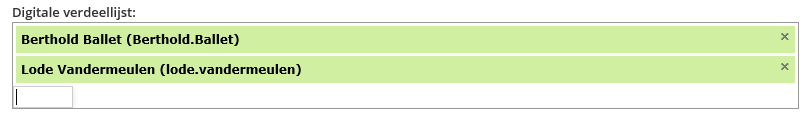 Digitale verdeellijst:
Berthold Ballet (Berthold.Ballet) ×
Lode Vandermeulen (lode.vandermeulen) ×